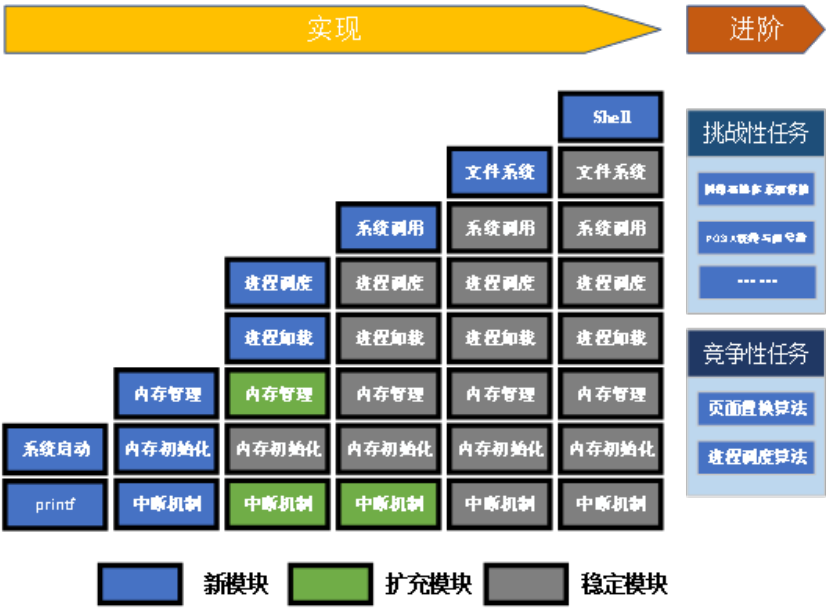 实现
进阶
Shell
文件系统 文件系统
系统调用 系统调用 系统调用
进程调度 进程调度 进程调度 进程调度
进程加载 进程加载 进程加载 进程加载
内存管理 内存管理 内存管理 内存管理 内存管理
系统启动 内存初始化 内存初始化 内存初始化 内存初始化 内存初始化
printf 中断机制 中断机制 中断机制 中断机制 中断机制
挑战性任务
…… ……
竞争性任务
页面置换算法
进程调度算法
新模块 扩充模块 稳定模块